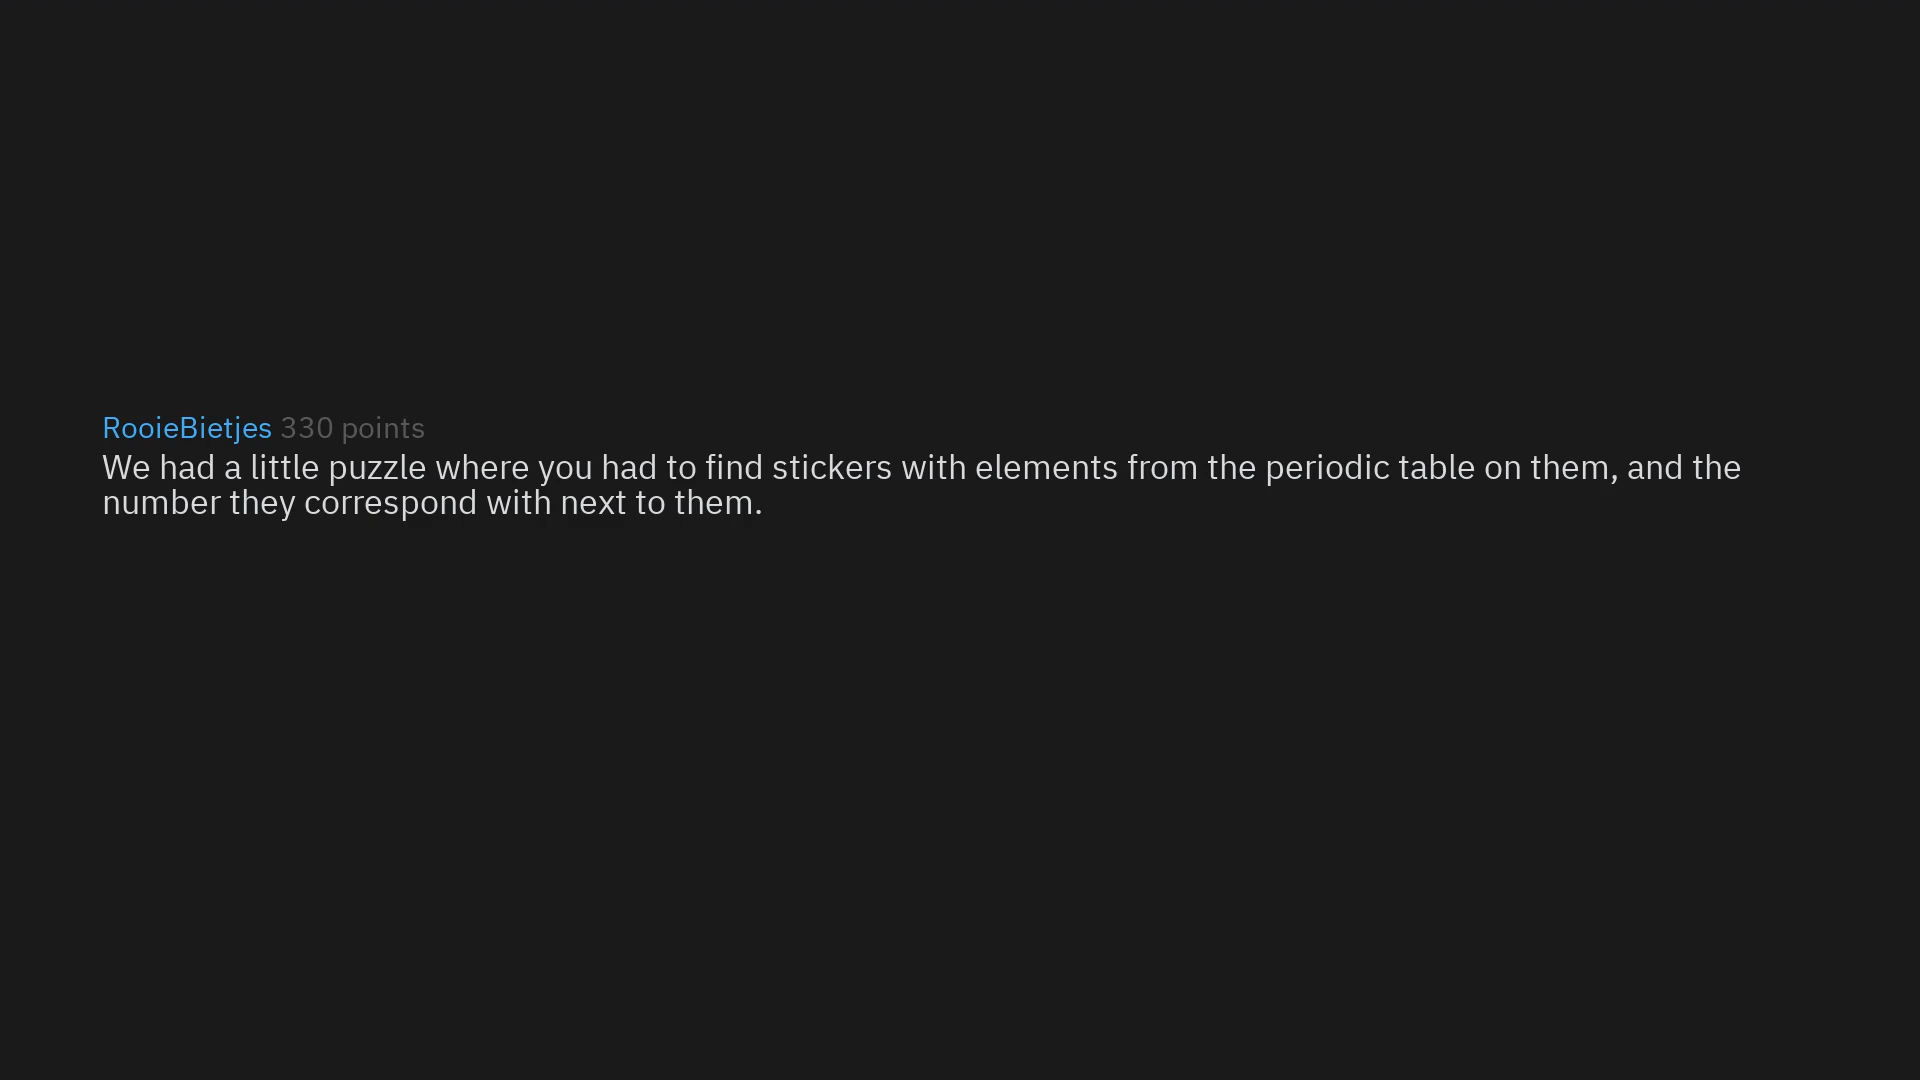 RooieBietjes 330 points
We had a little puzzle where you had to find stickers with elements from the periodic table on them, and the
number they correspond with next to them.